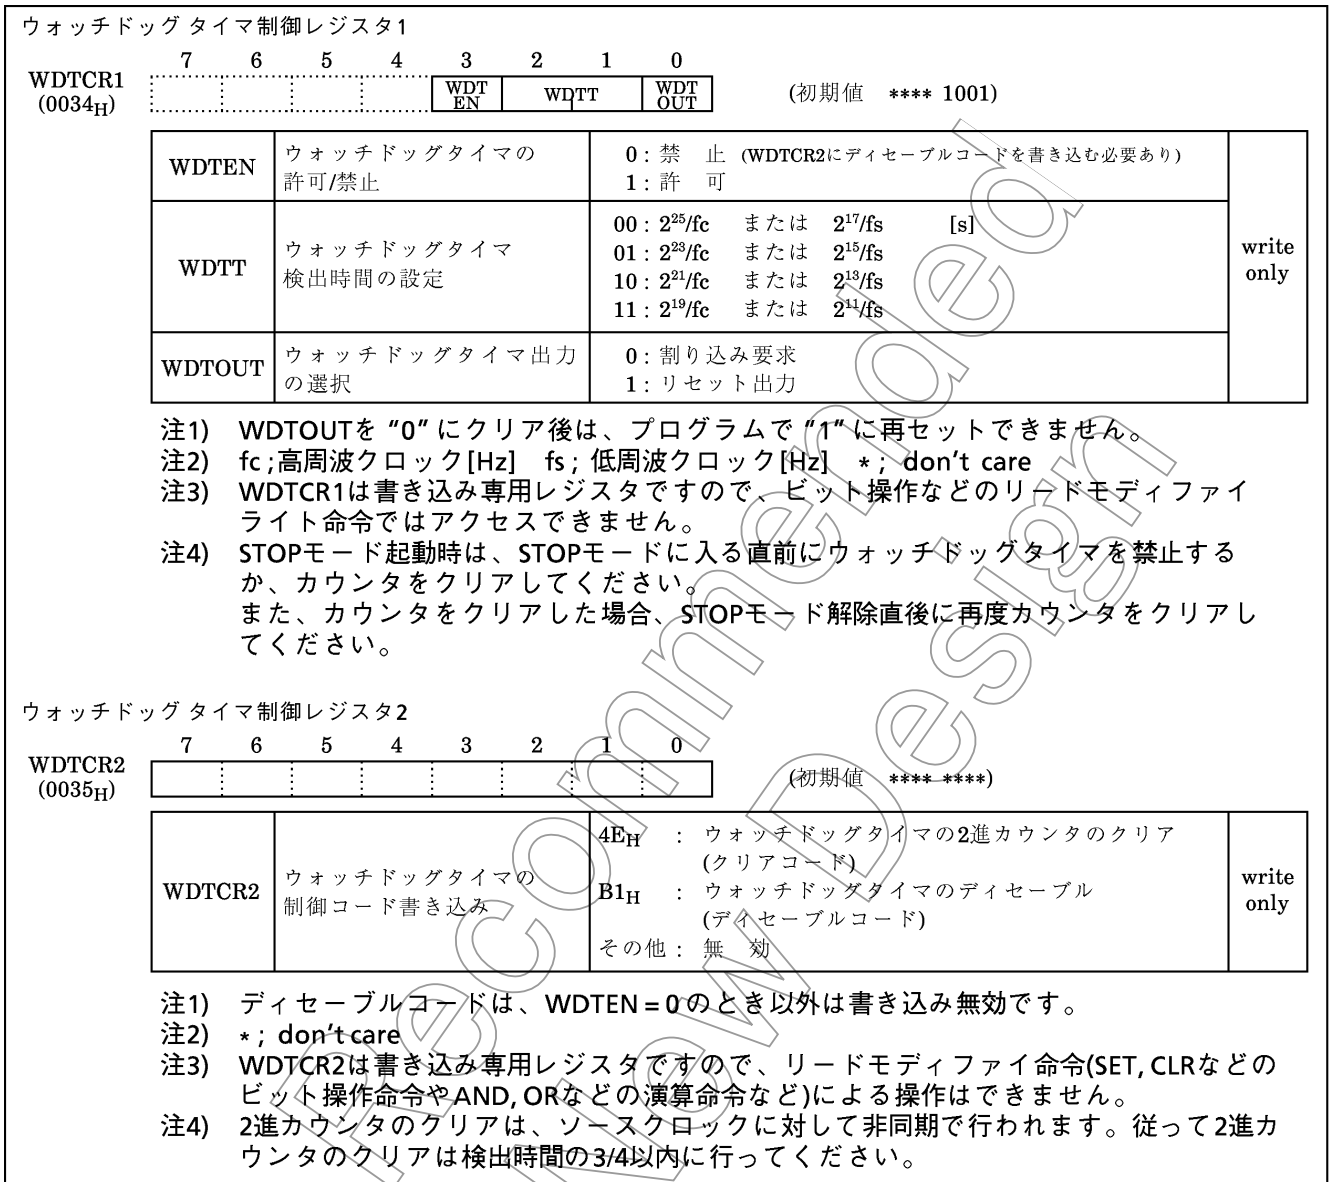 ウォッチドッグ タイマ制御レジスタ1
7 6 5 4 3 2 1 0
WDTCR1
(0034H)
WDT
EN
WDTT
WDT
OUT
(初期値 **** 1001)
WDTEN
ウォッチドッグタイマの
許可/禁止
0 : 禁 止 (WDTCR2にディセーブルコードを書き込む必要あり)
1 : 許 可
WDTT
ウォッチドッグタイマ
検出時間の設定
00 : 2²⁵/fc または 2¹⁷/fs [s]
01 : 2²³/fc または 2¹⁵/fs
10 : 2²¹/fc または 2¹³/fs
11 : 2¹⁹/fc または 2¹¹/fs
WDTOUT
ウォッチドッグタイマ出力
の選択
0 : 割り込み要求
1 : リセット出力
write
only
注1) WDTOUTを "0" にクリア後は、プログラムで "1" に再セットできません。
注2) fc ;高周波クロック[Hz] fs ; 低周波クロック[Hz] * ; don't care
注3) WDTCR1は書き込み専用レジスタですので、ビット操作などのリードモディファイ
ライト命令ではアクセスできません。
注4) STOPモード起動時は、STOPモードに入る直前にウォッチドッグタイマを禁止する
か、カウンタをクリアしてください。
また、カウンタをクリアした場合、STOPモード解除直後に再度カウンタをクリアし
てください。
ウォッチドッグ タイマ制御レジスタ2
7 6 5 4 3 2 1 0
WDTCR2
(0035H)
(初期値 **** ****)
WDTCR2
ウォッチドッグタイマの
制御コード書き込み
4EH : ウォッチドッグタイマの2進カウンタのクリア
(クリアコード)
B1H : ウォッチドッグタイマのディセーブル
(ディセーブルコード)
その他 : 無 効
write
only
注1) ディセーブルコードは、WDTEN = 0 のとき以外は書き込み無効です。
注2) * ; don't care
注3) WDTCR2は書き込み専用レジスタですので、リードモディファイ命令(SET, CLRなどの
ビット操作命令やAND, ORなどの演算命令など)による操作はできません。
注4) 2進カウンタのクリアは、ソースクロックに対して非同期で行われます。従って2進カ
ウンタのクリアは検出時間の3/4以内に行ってください。
Recommended
New Design